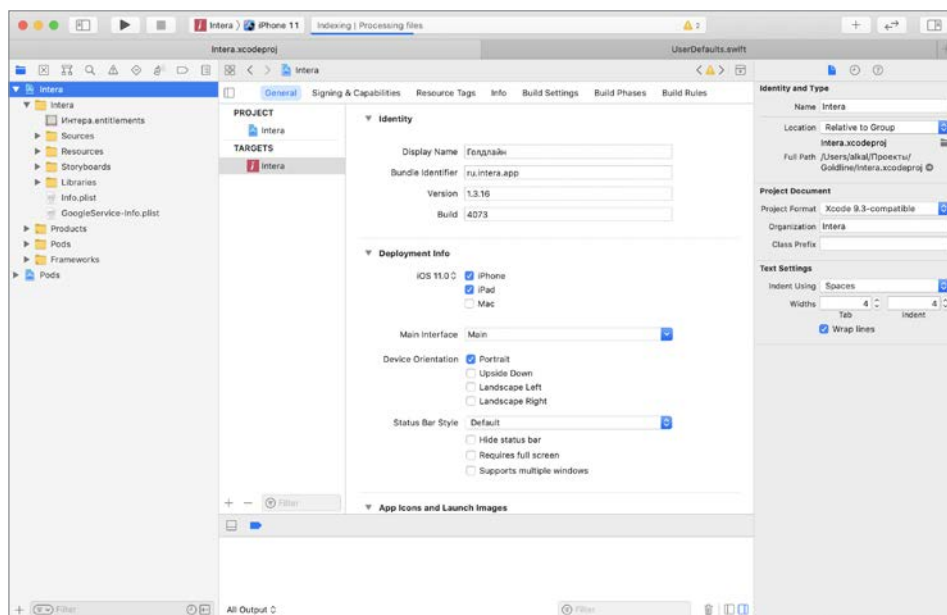 Intera
iPhone 11
Indexing | Processing files
2
Intera.xcodeproj
UserDefaults.swift
Intera
Intera
Интера.entitlements
Sources
Resources
Storyboards
Libraries
Info.plist
GoogleService-Info.plist
Products
Pods
Frameworks
Pods
Filter
Intera
General
Signing & Capabilities
Resource Tags
Info
Build Settings
Build Phases
Build Rules
PROJECT
Intera
TARGETS
Intera
Filter
Identity
Display Name Голдлайн
Bundle Identifier ru.intera.app
Version 1.3.16
Build 4073
Deployment Info
iOS 11.0
iPhone
iPad
Mac
Main Interface Main
Device Orientation Portrait
Upside Down
Landscape Left
Landscape Right
Status Bar Style Default
Hide status bar
Requires full screen
Supports multiple windows
App Icons and Launch Images
All Output
Filter
Identity and Type
Name Intera
Location Relative to Group
Intera.xcodeproj
Full Path /Users/alkal/Проекты/
Goldline/Intera.xcodeproj
Project Document
Project Format Xcode 9.3-compatible
Organization Intera
Class Prefix
Text Settings
Indent Using Spaces
Widths 4 4
Tab Indent
Wrap lines